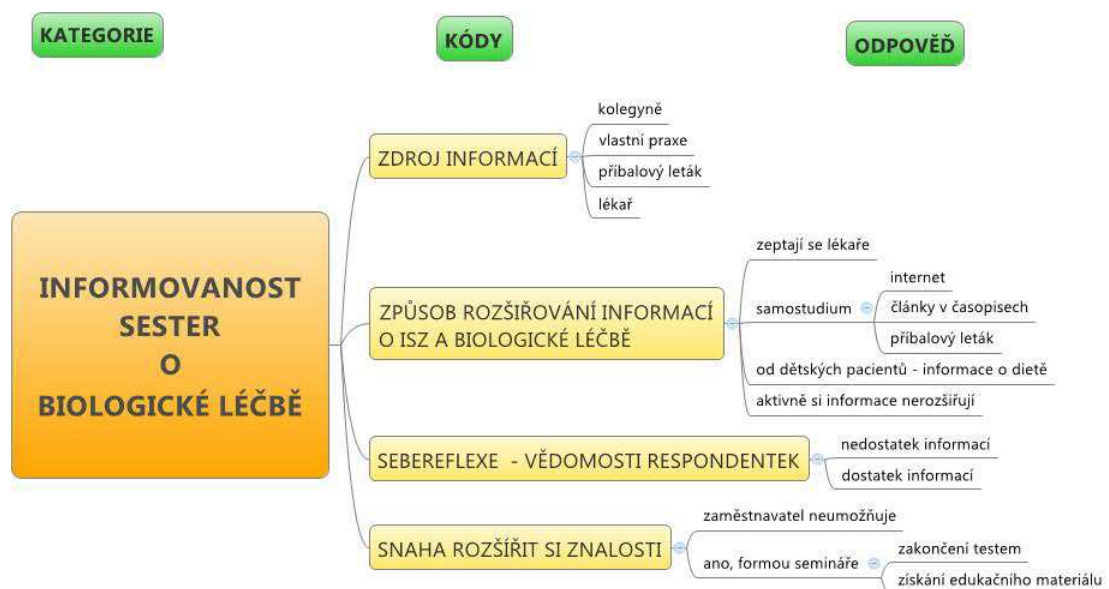 KATEGORIE
KÓDY
ODPOVĚĎ
INFORMOVANOST
SESTER
O
BIOLOGICKÉ LÉČBĚ
ZDROJ INFORMACÍ
kolegyně
vlastní praxe
příbalový leták
lékař
ZPŮSOB ROZŠIŘOVÁNÍ INFORMACÍ
O ISZ A BIOLOGICKÉ LÉČBĚ
zeptají se lékaře
samostudium
internet
články v časopisech
příbalový leták
od dětských pacientů - informace o dietě
aktivně si informace nerozšiřují
SEBEREFLEXE - VĚDOMOSTI RESPONDENTEK
nedostatek informací
dostatek informací
SNAHA ROZŠÍŘIT SI ZNALOSTI
zaměstnavatel neumožňuje
ano, formou semináře
zakončení testem
získání edukačního materiálu